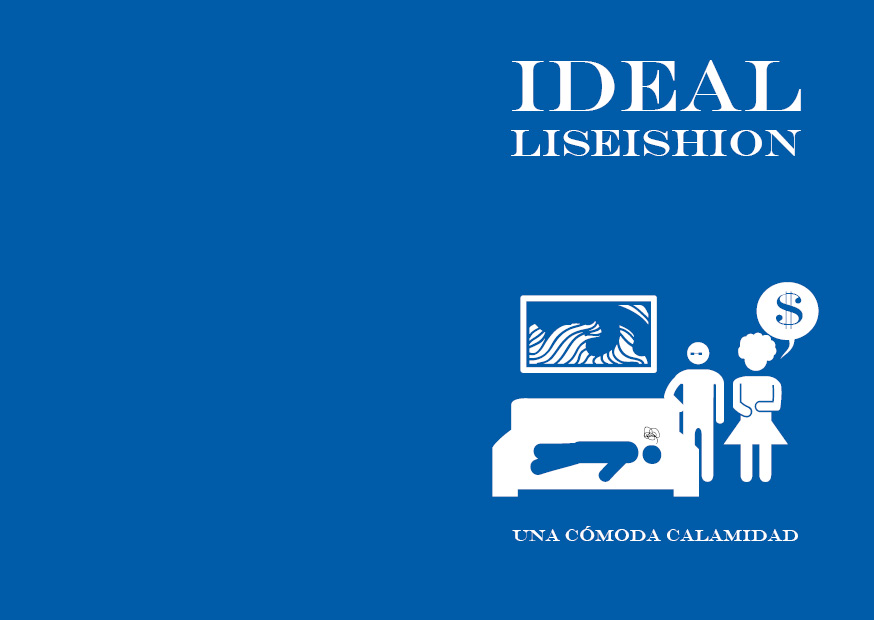 IDEAL
LISEISHION
$
UNA CÓMODA CALAMIDAD